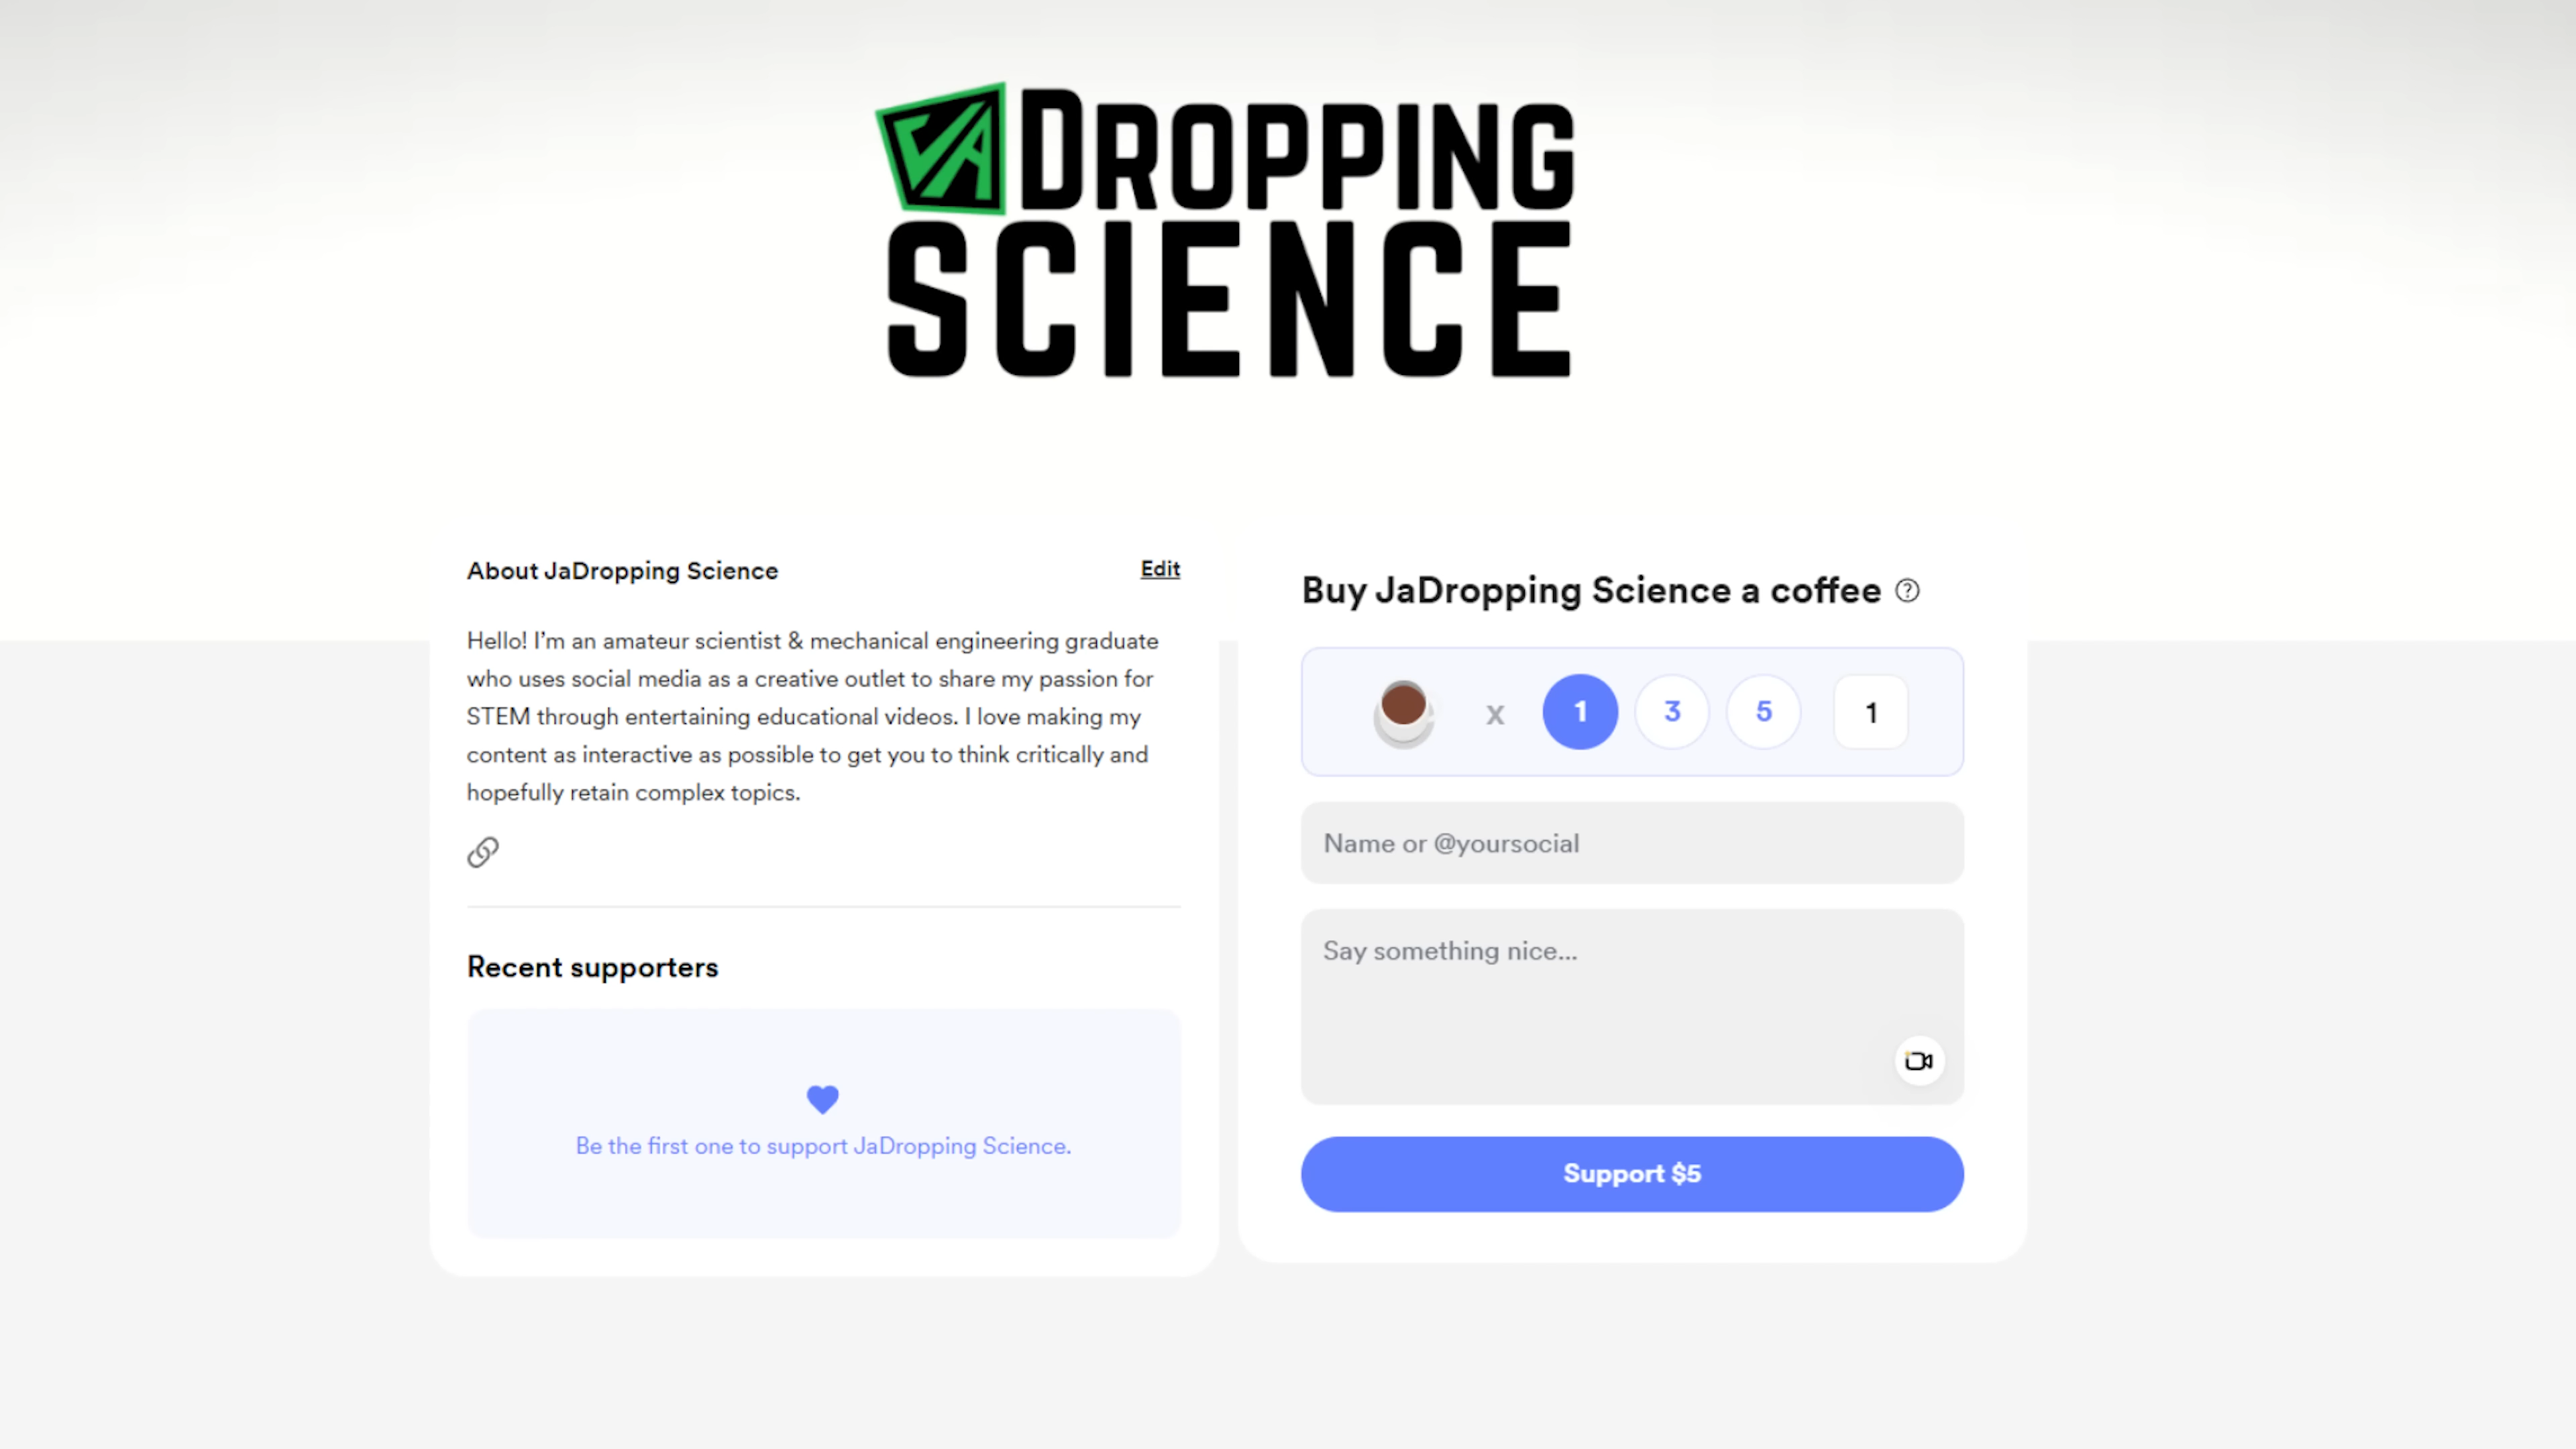 JADROPPING
SCIENCE
About JaDropping Science
Edit
Hello! I'm an amateur scientist & mechanical engineering graduate
who uses social media as a creative outlet to share my passion for
STEM through entertaining educational videos. I love making my
content as interactive as possible to get you to think critically and
hopefully retain complex topics.
Recent supporters
Be the first one to support JaDropping Science.
Buy JaDropping Science a coffee ?
x 1 3 5 1
Name or @yoursocial
Say something nice...
Support $5